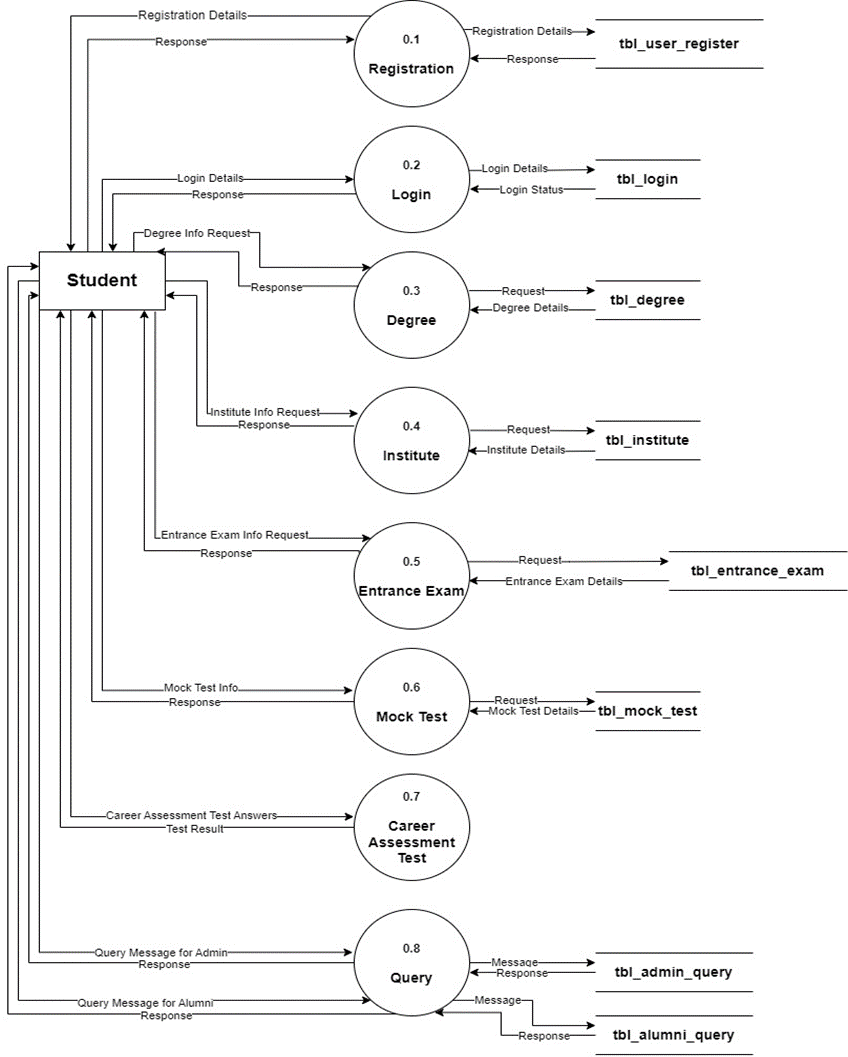 Registration Details
Response
0.1
Registration
Registration Details
Response
tbl_user_register
Login Details
Response
0.2
Login
Login Details
Login Status
tbl_login
Degree Info Request
Response
Student
0.3
Degree
Request
Degree Details
tbl_degree
Institute Info Request
Response
0.4
Institute
Request
Institute Details
tbl_institute
Entrance Exam Info Request
Response
0.5
Entrance Exam
Request
Entrance Exam Details
tbl_entrance_exam
Mock Test Info
Response
0.6
Mock Test
Request
Mock Test Details
tbl_mock_test
Career Assessment Test Answers
Test Result
0.7
Career
Assessment
Test
Query Message for Admin
Response
0.8
Query
Message
Response
tbl_admin_query
Query Message for Alumni
Response
Message
Response
tbl_alumni_query